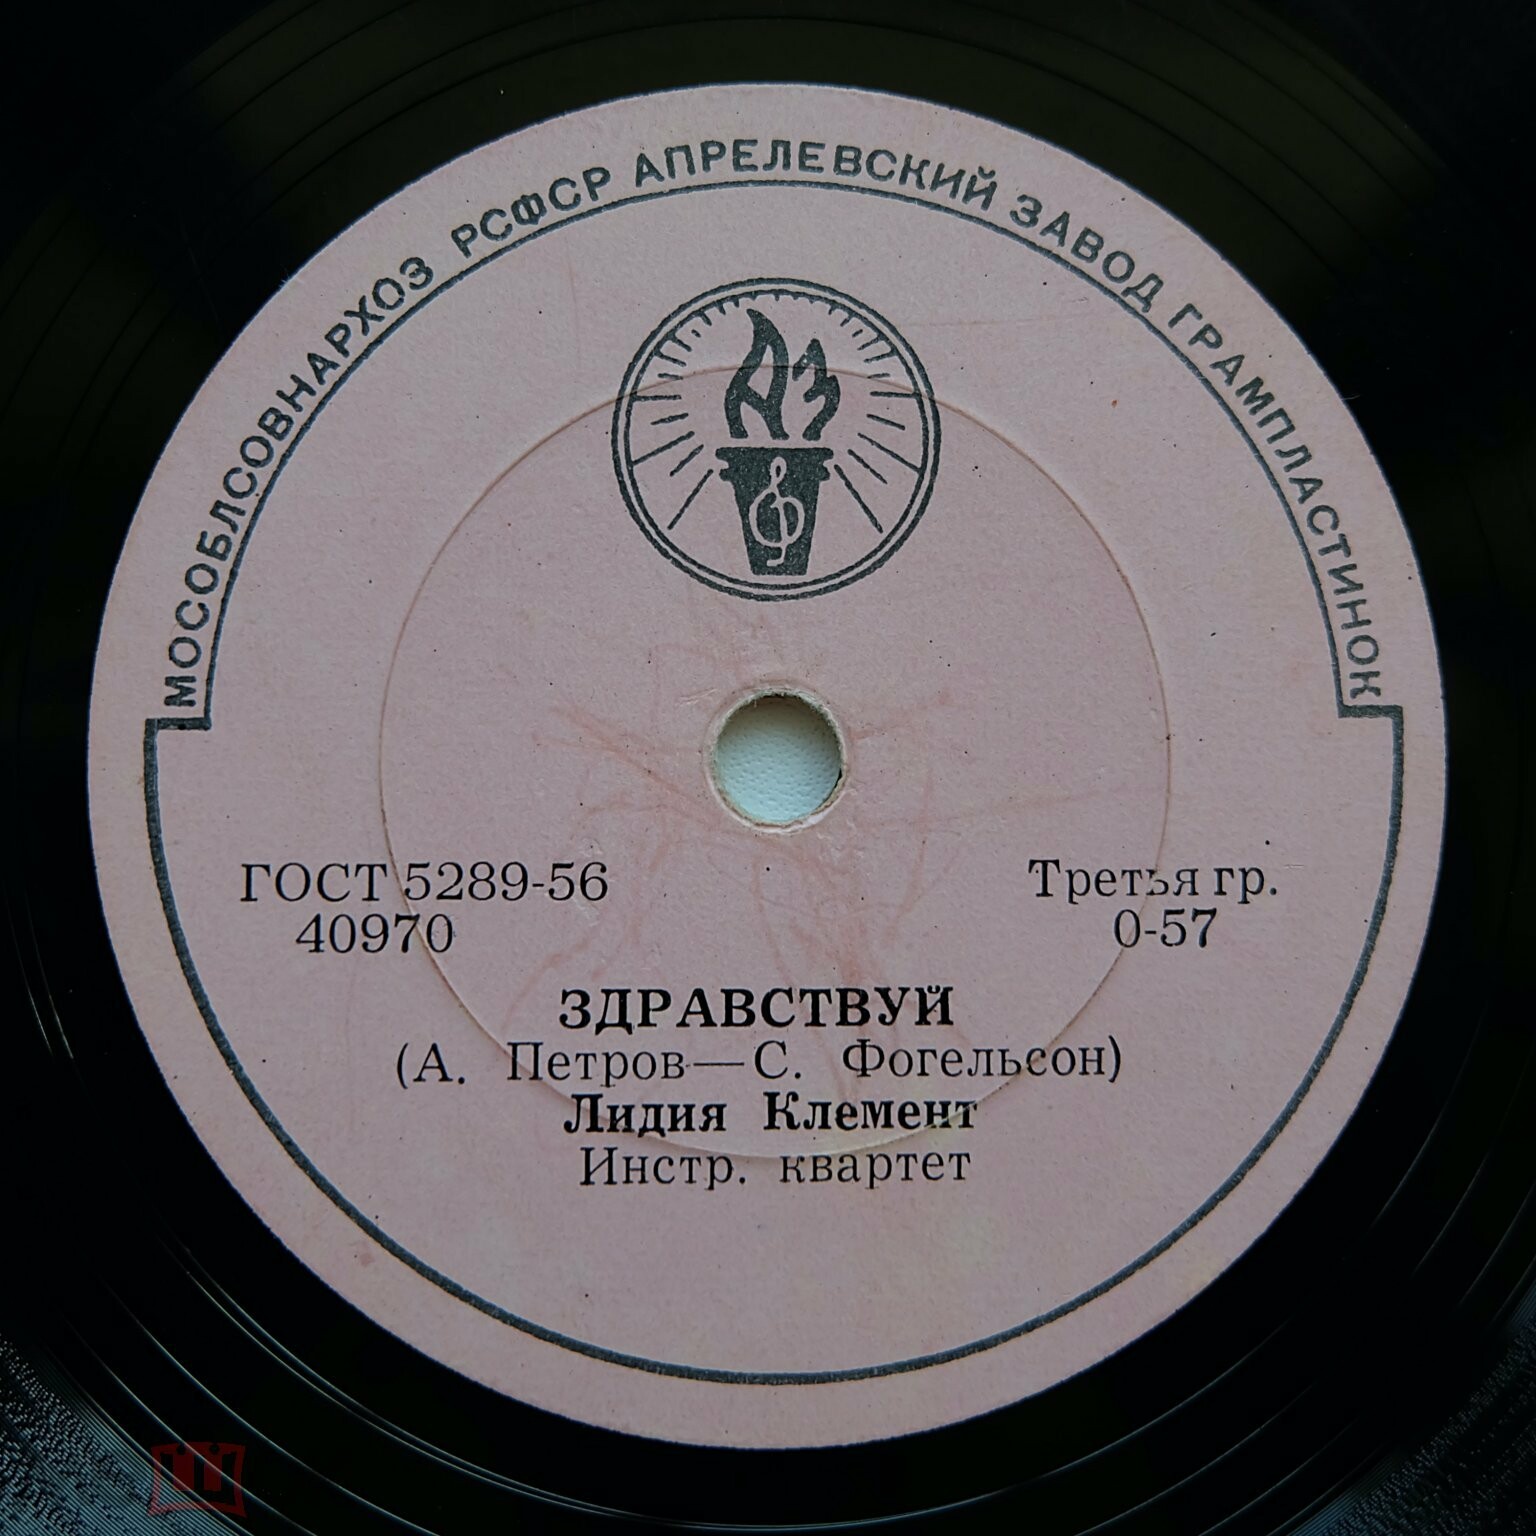 МОСОБЛСОВНАРХОЗ РСФСР АПРЕЛЕВСКИЙ ЗАВОД ГРАМПЛАСТИНОК
АЗ
ГОСТ 5289-56
40970
Третья гр.
0-57
ЗДРАВСТВУЙ
(А. Петров—С. Фогельсон)
Лидия Клемент
Инстр. квартет